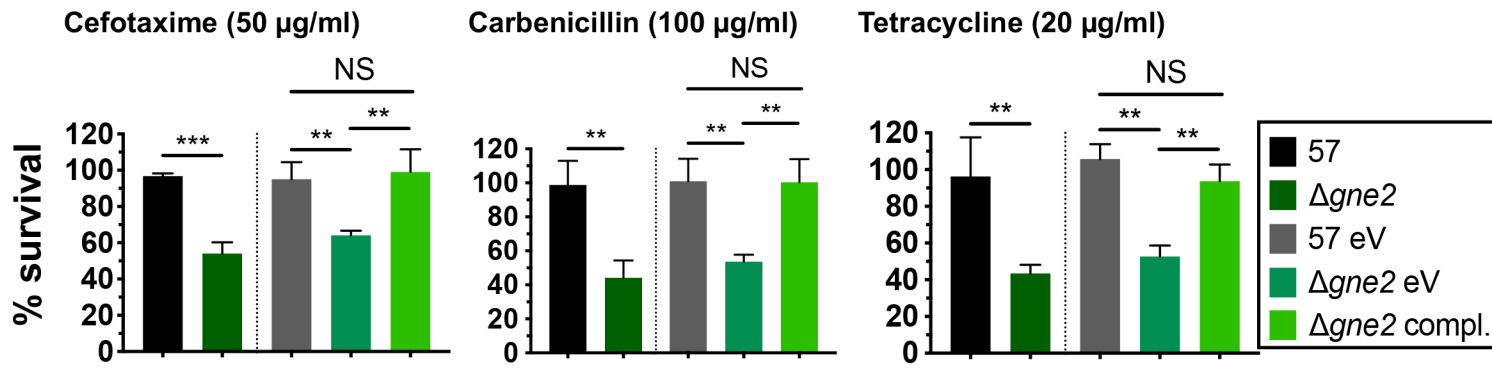 Cefotaxime (50 µg/ml)
Carbenicillin (100 µg/ml)
Tetracycline (20 µg/ml)
% survival
NS
***
**
**
120
100
80
60
40
20
0
NS
**
**
**
120
100
80
60
40
20
0
NS
**
**
**
120
100
80
60
40
20
0
57
Δgne2
57 eV
Δgne2 eV
Δgne2 compl.